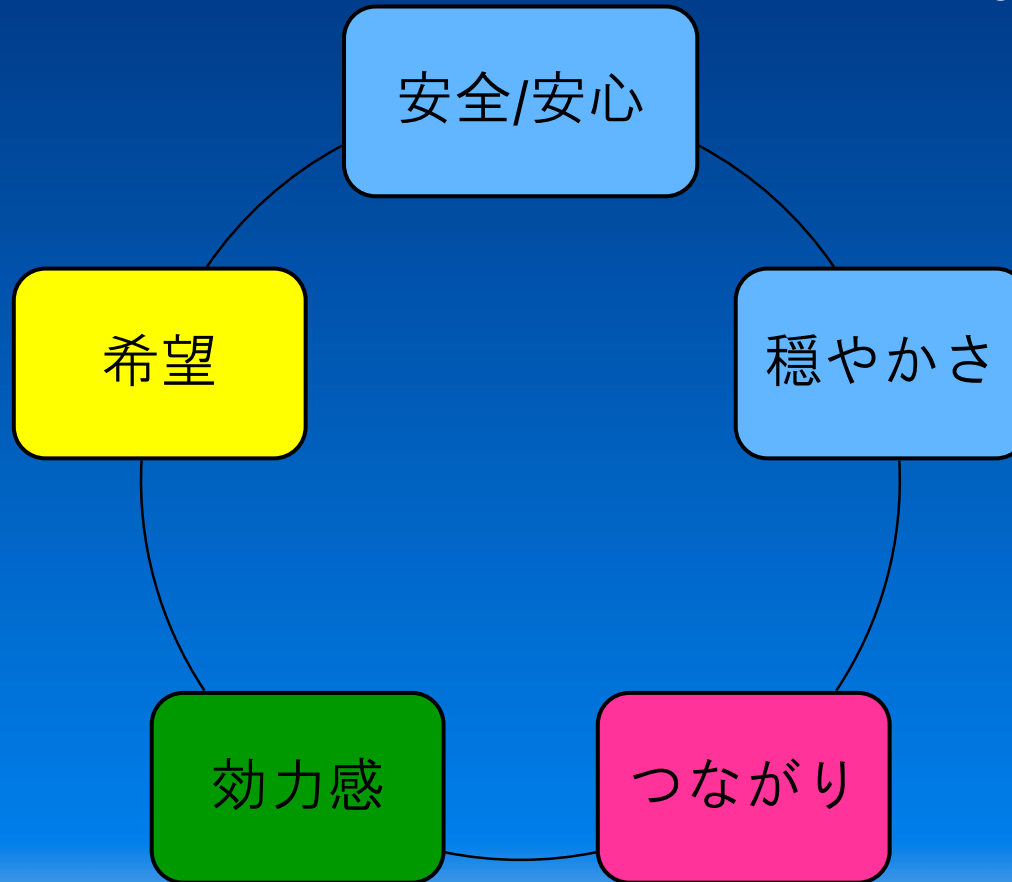 安全/安心
希望
穏やかさ
効力感
つながり